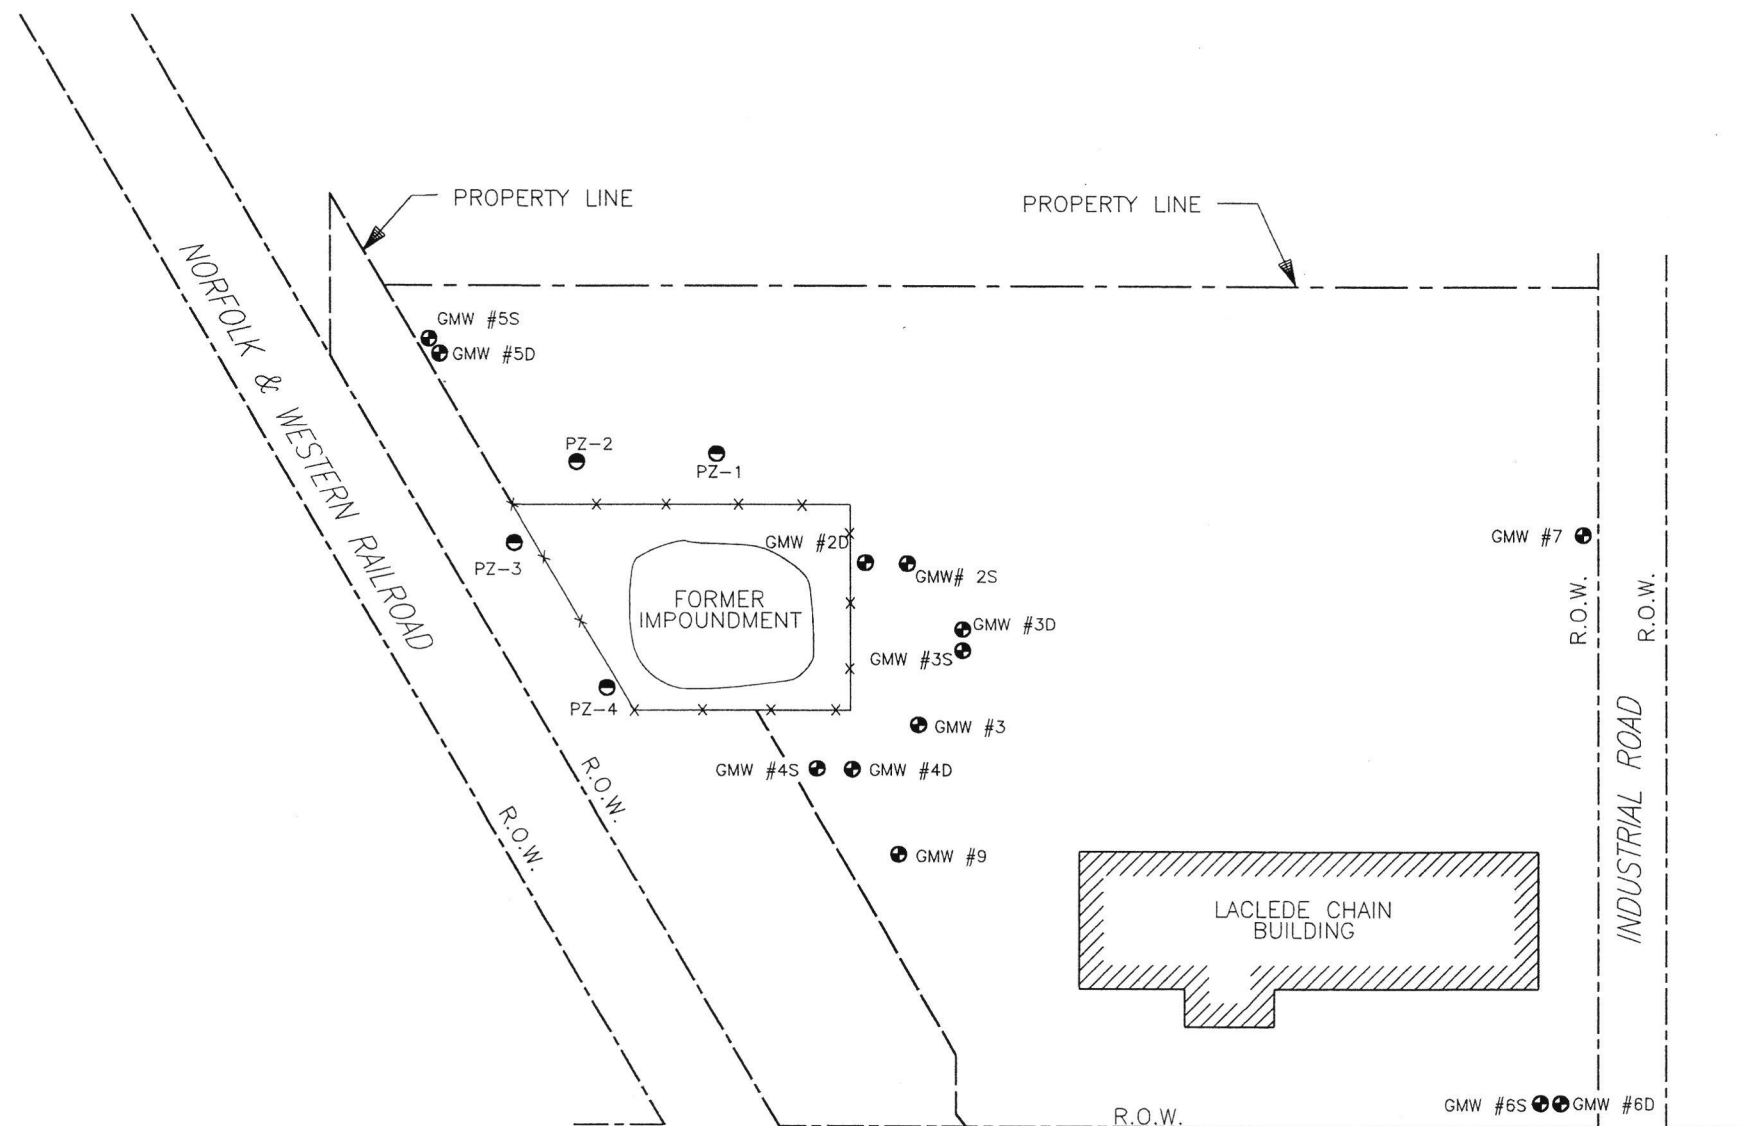 PROPERTY LINE
PROPERTY LINE
NORFOLK & WESTERN RAILROAD
GMW #5S
GMW #5D
PZ-2
PZ-1
GMW #7
GMW #2D
PZ-3
GMW# 2S
FORMER
IMPOUNDMENT
GMW #3D
GMW #3S
R.O.W.
R.O.W.
PZ-4
GMW #3
GMW #4S
GMW #4D
R.O.W.
R.O.W.
INDUSTRIAL ROAD
GMW #9
LACLEDE CHAIN
BUILDING
GMW #6S
GMW #6D
R.O.W.